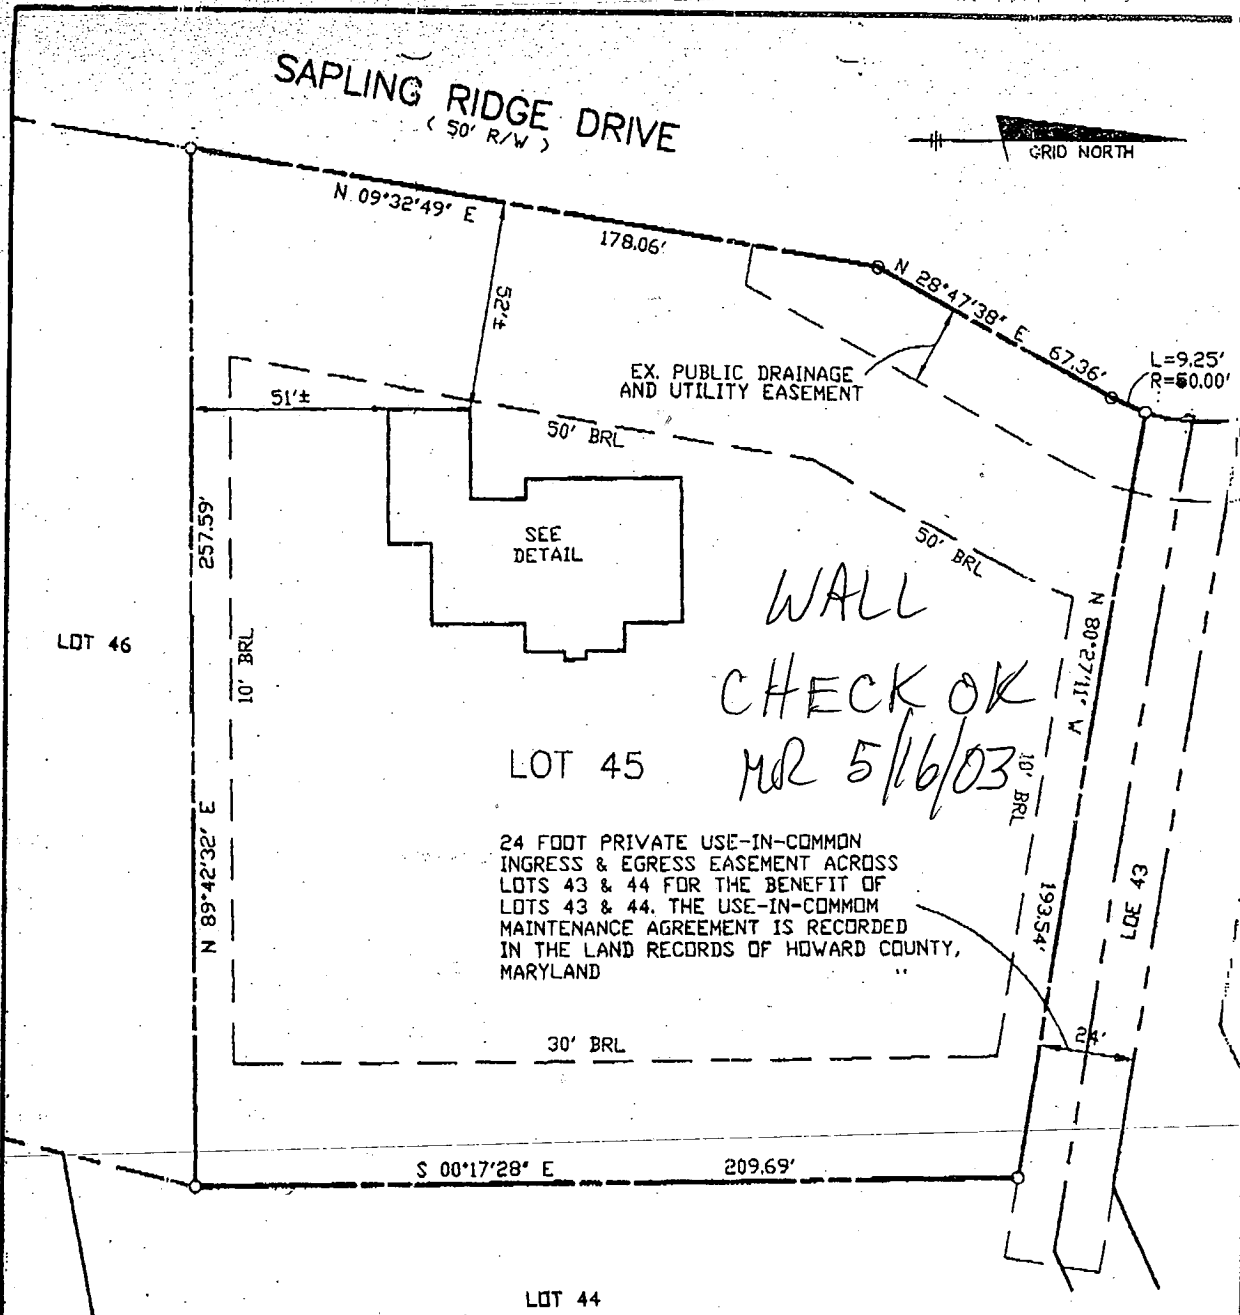 SAPLING RIDGE DRIVE
( 50' R/W )
GRID NORTH
N 09°32'49" E
178.06'
N 28°47'38" E
67.36'
L=9.25'
R=50.00'
52'±
EX. PUBLIC DRAINAGE
AND UTILITY EASEMENT
51'±
50' BRL
257.59'
SEE
DETAIL
50' BRL
WALL
CHECK OK
MR 5/16/03
N 80°27'11" W
LOT 46
10' BRL
LOT 45
10' BRL
24 FOOT PRIVATE USE-IN-COMMON
INGRESS & EGRESS EASEMENT ACROSS
LOTS 43 & 44 FOR THE BENEFIT OF
LOTS 43 & 44. THE USE-IN-COMMOM
MAINTENANCE AGREEMENT IS RECORDED
IN THE LAND RECORDS OF HOWARD COUNTY,
MARYLAND
N 89°42'32" E
193.54'
LOT 43
30' BRL
24'
S 00°17'28" E
209.69'
LOT 44